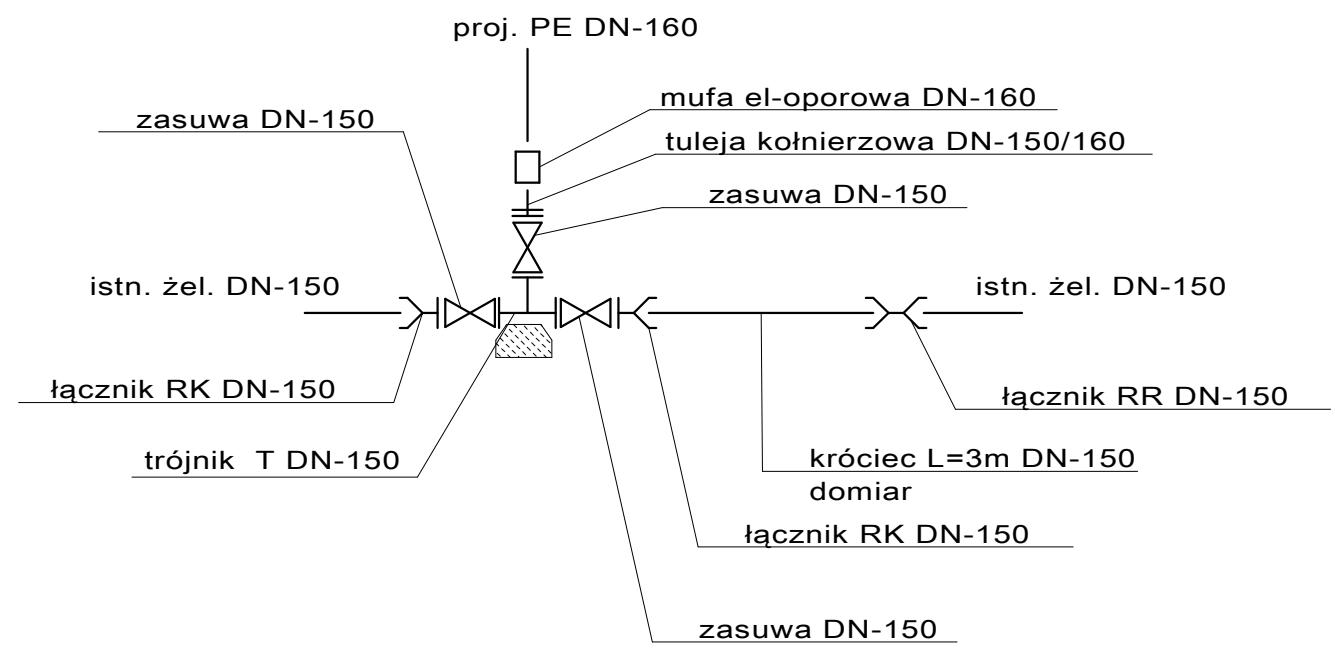 proj. PE DN-160
mufa el-oporowa DN-160
zasuwa DN-150
tuleja kołnierzowa DN-150/160
zasuwa DN-150
istn. żel. DN-150
istn. żel. DN-150
łącznik RK DN-150
łącznik RR DN-150
trójnik T DN-150
króciec L=3m DN-150
domiar
łącznik RK DN-150
zasuwa DN-150